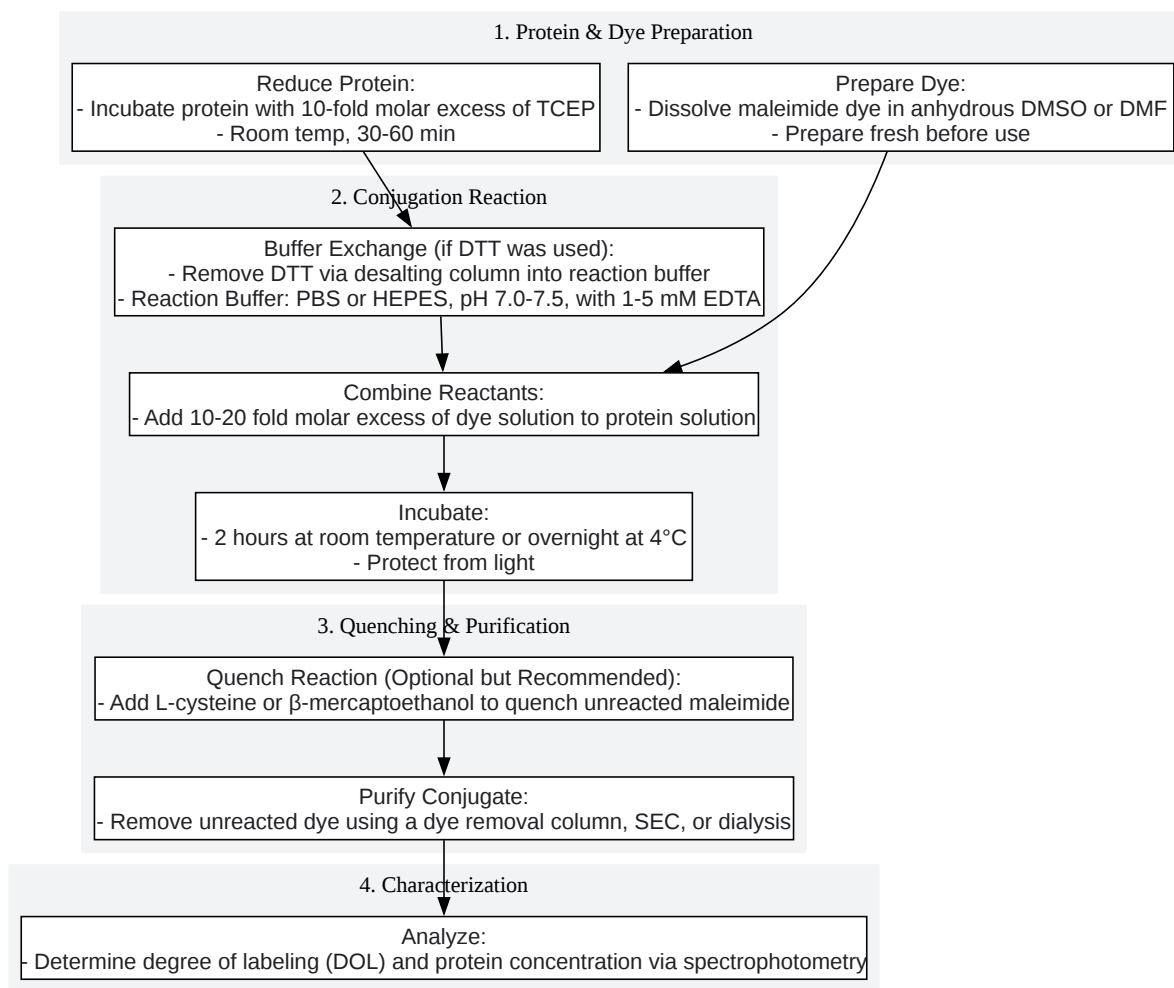 1. Protein & Dye Preparation
Reduce Protein:
- Incubate protein with 10-fold molar excess of TCEP
- Room temp, 30-60 min
Prepare Dye:
- Dissolve maleimide dye in anhydrous DMSO or DMF
- Prepare fresh before use
2. Conjugation Reaction
Buffer Exchange (if DTT was used):
- Remove DTT via desalting column into reaction buffer
- Reaction Buffer: PBS or HEPES, pH 7.0-7.5, with 1-5 mM EDTA
Combine Reactants:
- Add 10-20 fold molar excess of dye solution to protein solution
Incubate:
- 2 hours at room temperature or overnight at 4°C
- Protect from light
3. Quenching & Purification
Quench Reaction (Optional but Recommended):
- Add L-cysteine or β-mercaptoethanol to quench unreacted maleimide
Purify Conjugate:
- Remove unreacted dye using a dye removal column, SEC, or dialysis
4. Characterization
Analyze:
- Determine degree of labeling (DOL) and protein concentration via spectrophotometry